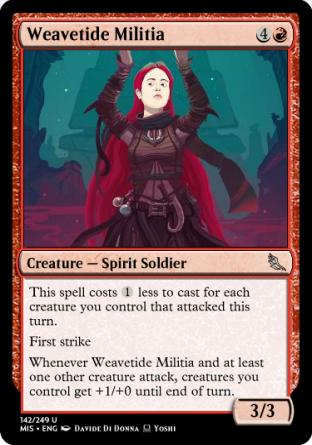 Weavetide Militia 4
Creature — Spirit Soldier
This spell costs 1 less to cast for each
creature you control that attacked this
turn.
First strike
Whenever Weavetide Militia and at least
one other creature attack, creatures you
control get +1/+0 until end of turn.
3/3
142/249 U
MIS • ENG Davide Di Donna Yoshi